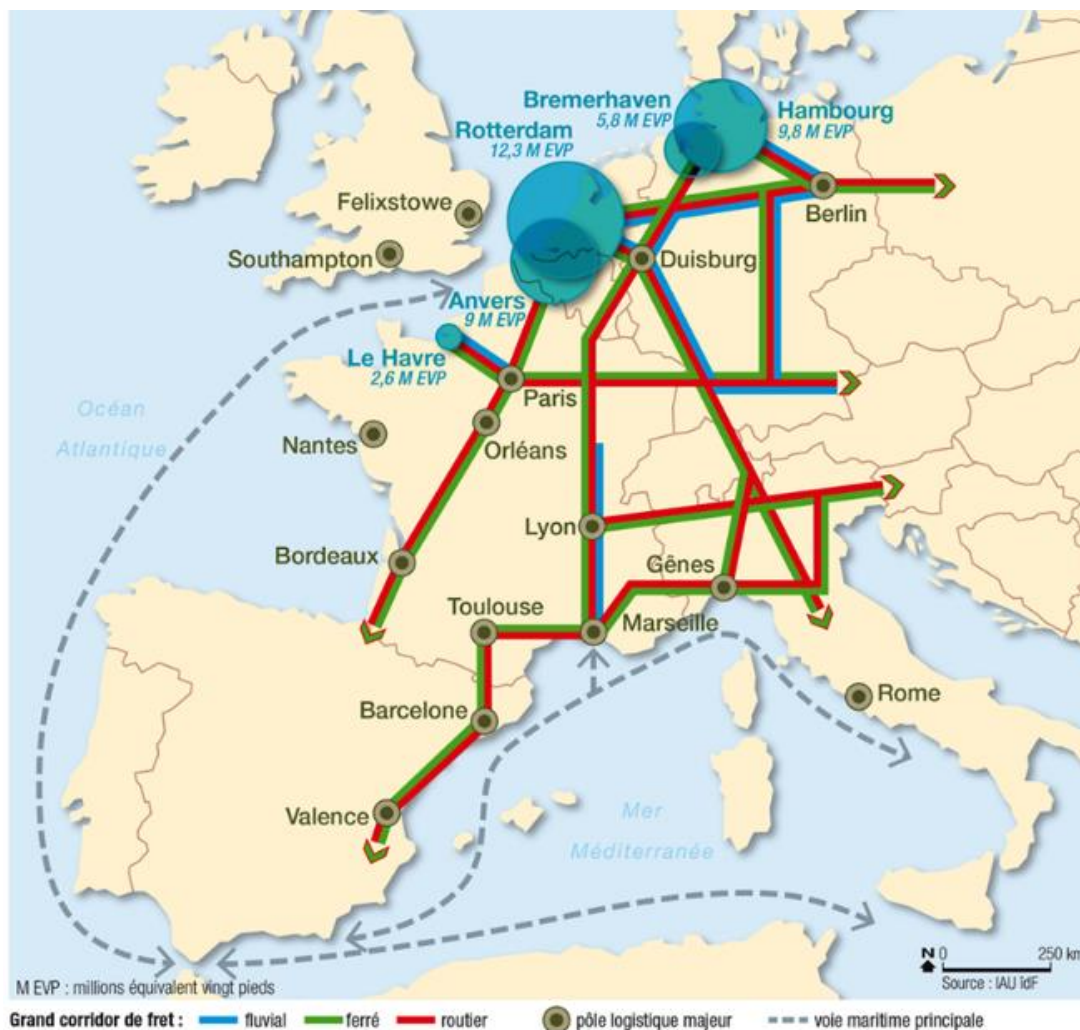 Bremerhaven
5,8 M EVP
Hambourg
9,8 M EVP
Rotterdam
12,3 M EVP
Felixstowe
Berlin
Southampton
Duisburg
Anvers
9 M EVP
Le Havre
2,6 M EVP
Paris
Océan
Atlantique
Nantes
Orléans
Lyon
Bordeaux
Gênes
Toulouse
Marseille
Barcelone
Rome
Valence
Mer
Méditerranée
N 0 250 km
Source : IAU îdF
M EVP : millions équivalent vingt pieds
Grand corridor de fret : fluvial ferré routier pôle logistique majeur voie maritime principale